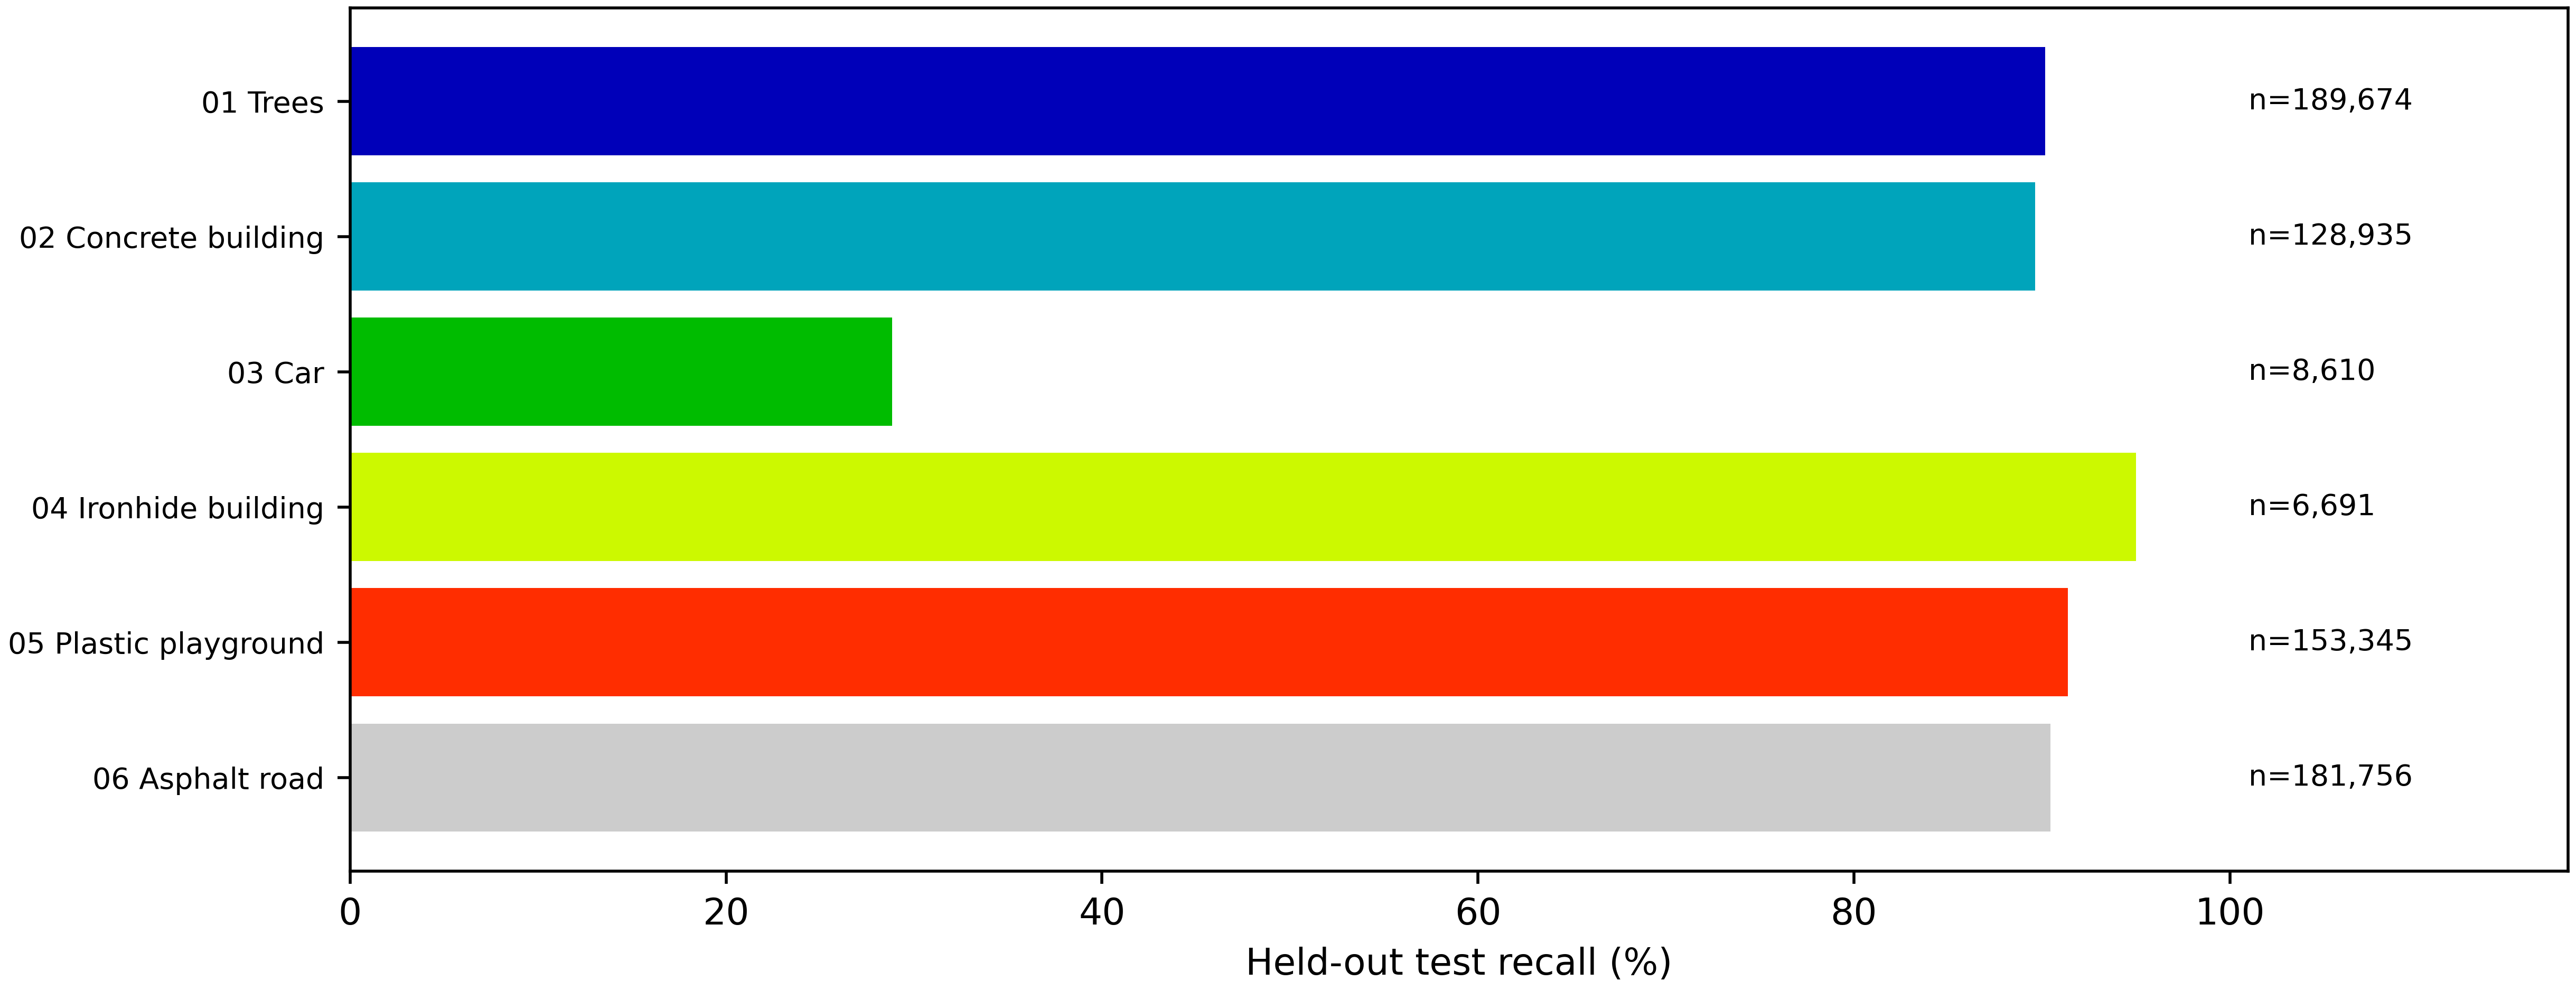 01 Trees n=189,674
02 Concrete building n=128,935
03 Car n=8,610
04 Ironhide building n=6,691
05 Plastic playground n=153,345
06 Asphalt road n=181,756
0 20 40 60 80 100
Held-out test recall (%)